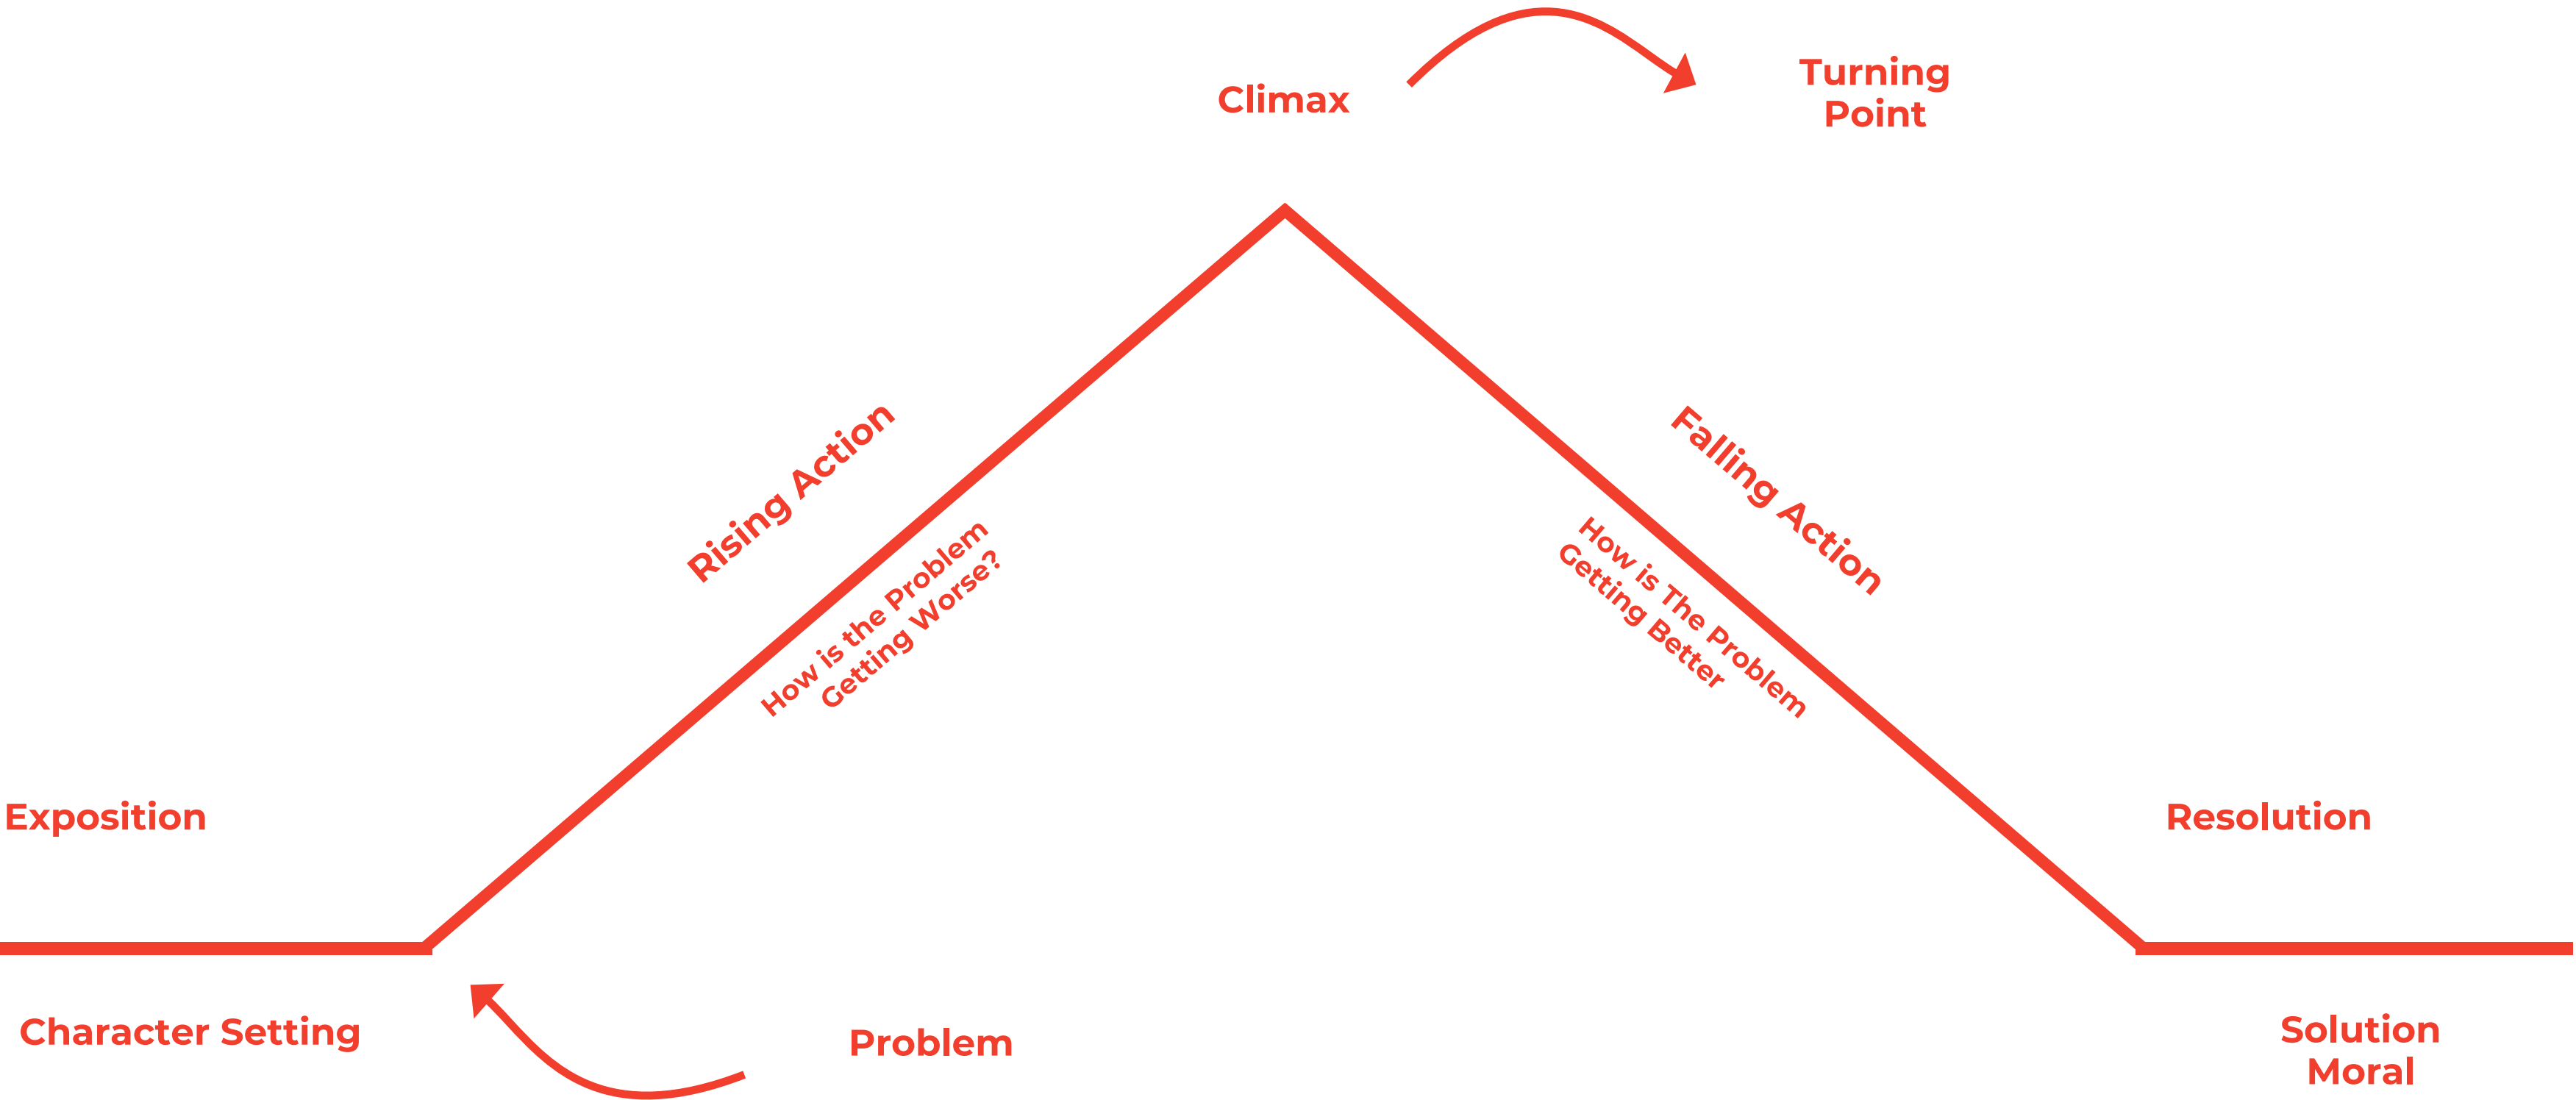 Climax
Turning
Point
Rising Action
How is the Problem
Getting Worse?
Falling Action
How is The Problem
Getting Better
Exposition
Resolution
Character Setting
Problem
Solution
Moral